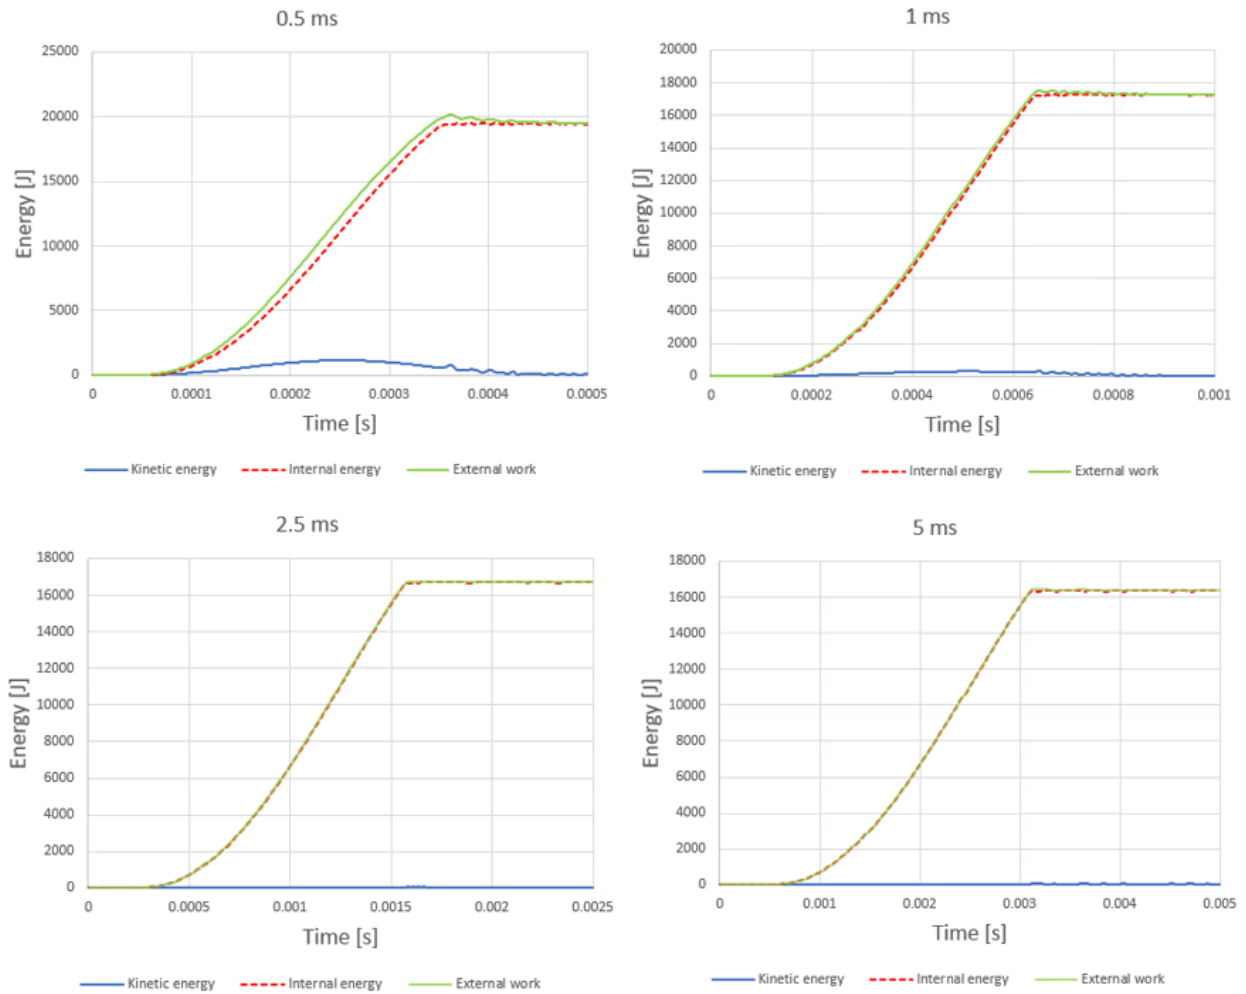 0.5 ms
25000
20000
15000
10000
5000
0
Energy [J]
0 0.0001 0.0002 0.0003 0.0004 0.0005
Time [s]
Kinetic energy Internal energy External work
1 ms
20000
18000
16000
14000
12000
10000
8000
6000
4000
2000
0
Energy [J]
0 0.0002 0.0004 0.0006 0.0008 0.001
Time [s]
Kinetic energy Internal energy External work
2.5 ms
18000
16000
14000
12000
10000
8000
6000
4000
2000
0
Energy [J]
0 0.0005 0.001 0.0015 0.002 0.0025
Time [s]
Kinetic energy Internal energy External work
5 ms
18000
16000
14000
12000
10000
8000
6000
4000
2000
0
Energy [J]
0 0.001 0.002 0.003 0.004 0.005
Time [s]
Kinetic energy Internal energy External work